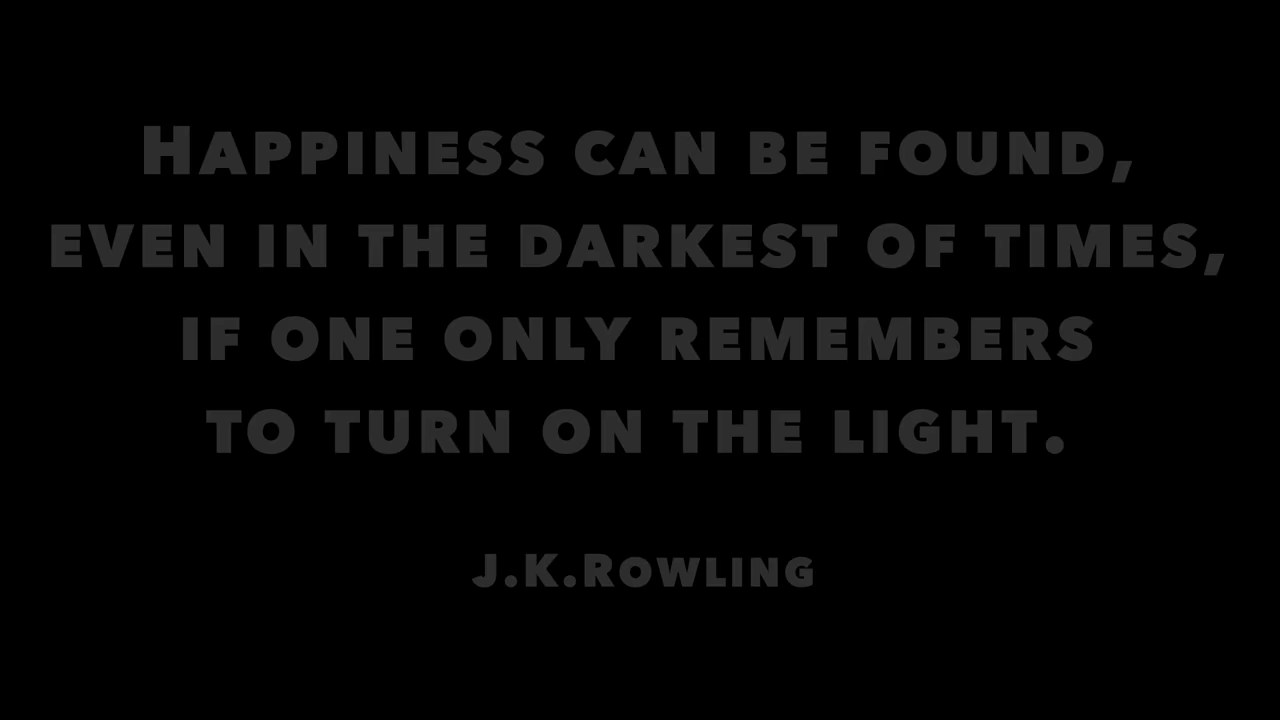 Happiness can be found,
even in the darkest of times,
if one only remembers
to turn on the light.
J.K.Rowling